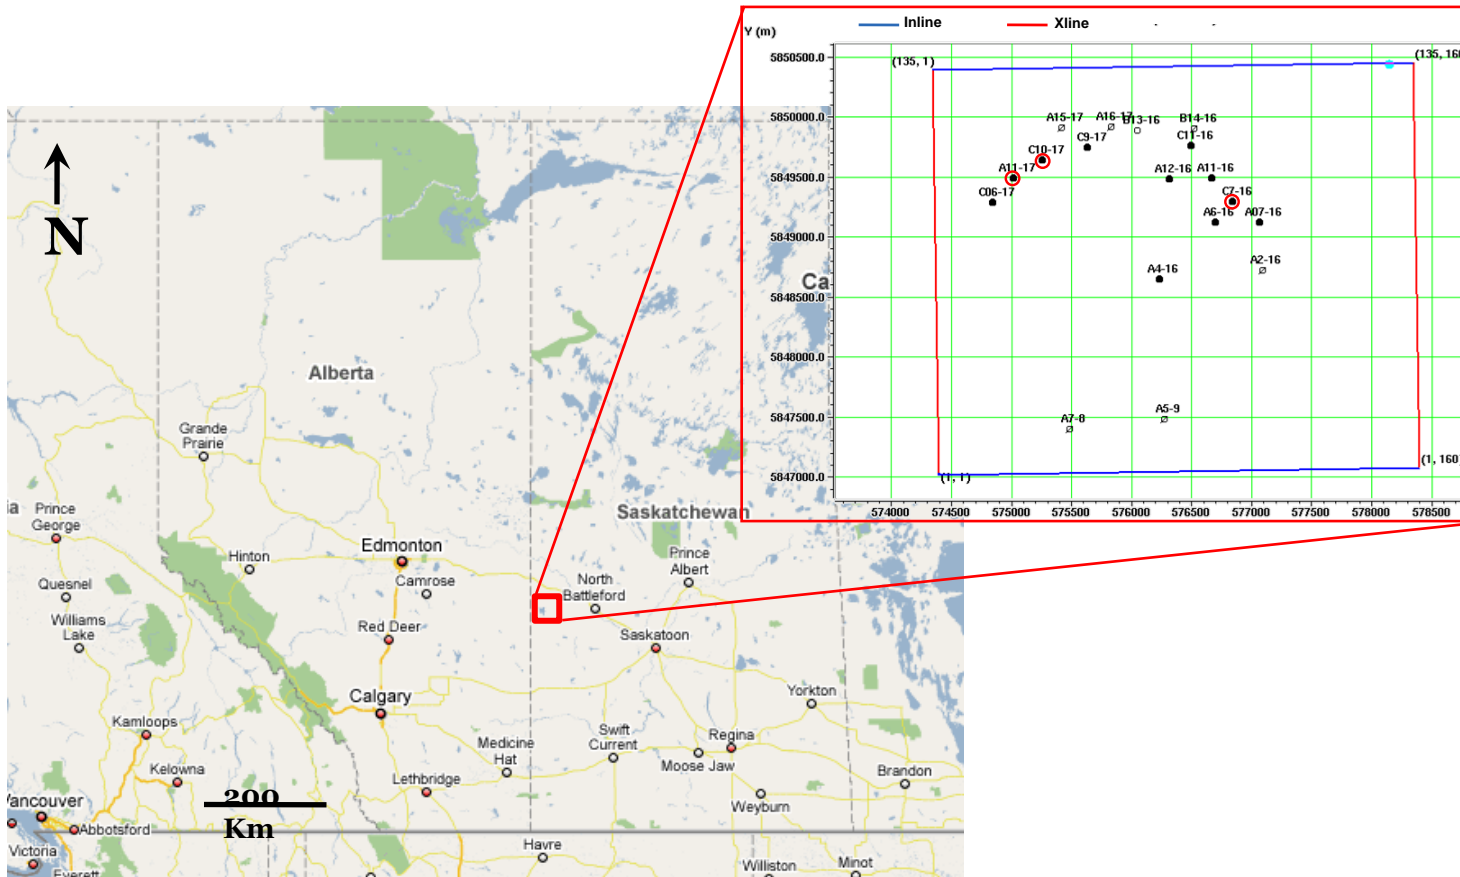 Inline
Xline
Y (m)
5850500.0
(135, 1)
(135, 160
5850000.0
A15-17
A16-17
B13-16
B14-16
C9-17
C11-16
C10-17
5849500.0
A11-17
A12-16
A11-16
C06-17
C7-16
A6-16
A07-16
5849000.0
A2-16
A4-16
5848500.0
5848000.0
5847500.0
A7-8
A5-9
(1, 160)
5847000.0
(1, 1)
574000
574500
575000
575500
576000
576500
577000
577500
578000
578500
N
Ca
Alberta
Grande
Prairie
Saskatchewan
ia
Prince
George
Edmonton
Hinton
Camrose
Prince
Albert
North
Battleford
Quesnel
Williams
Lake
Red Deer
Saskatoon
Calgary
Yorkton
Kamloops
Swift
Current
Regina
Medicine
Hat
Moose Jaw
Kelowna
Lethbridge
Brandon
Weyburn
200
Km
Vancouver
Abbotsford
Victoria
Havre
Williston
Minot
Everett